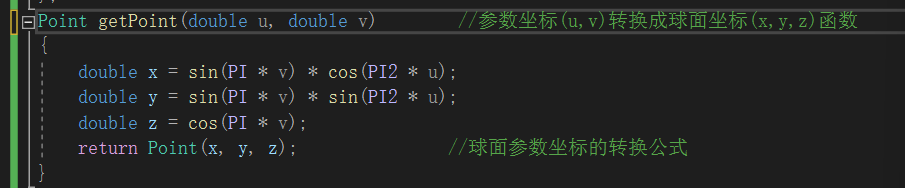 Point getPoint(double u, double v) //参数坐标(u,v)转换成球面坐标(x,y,z)函数
{
double x = sin(PI * v) * cos(PI2 * u);
double y = sin(PI * v) * sin(PI2 * u);
double z = cos(PI * v);
return Point(x, y, z); //球面参数坐标的转换公式
}